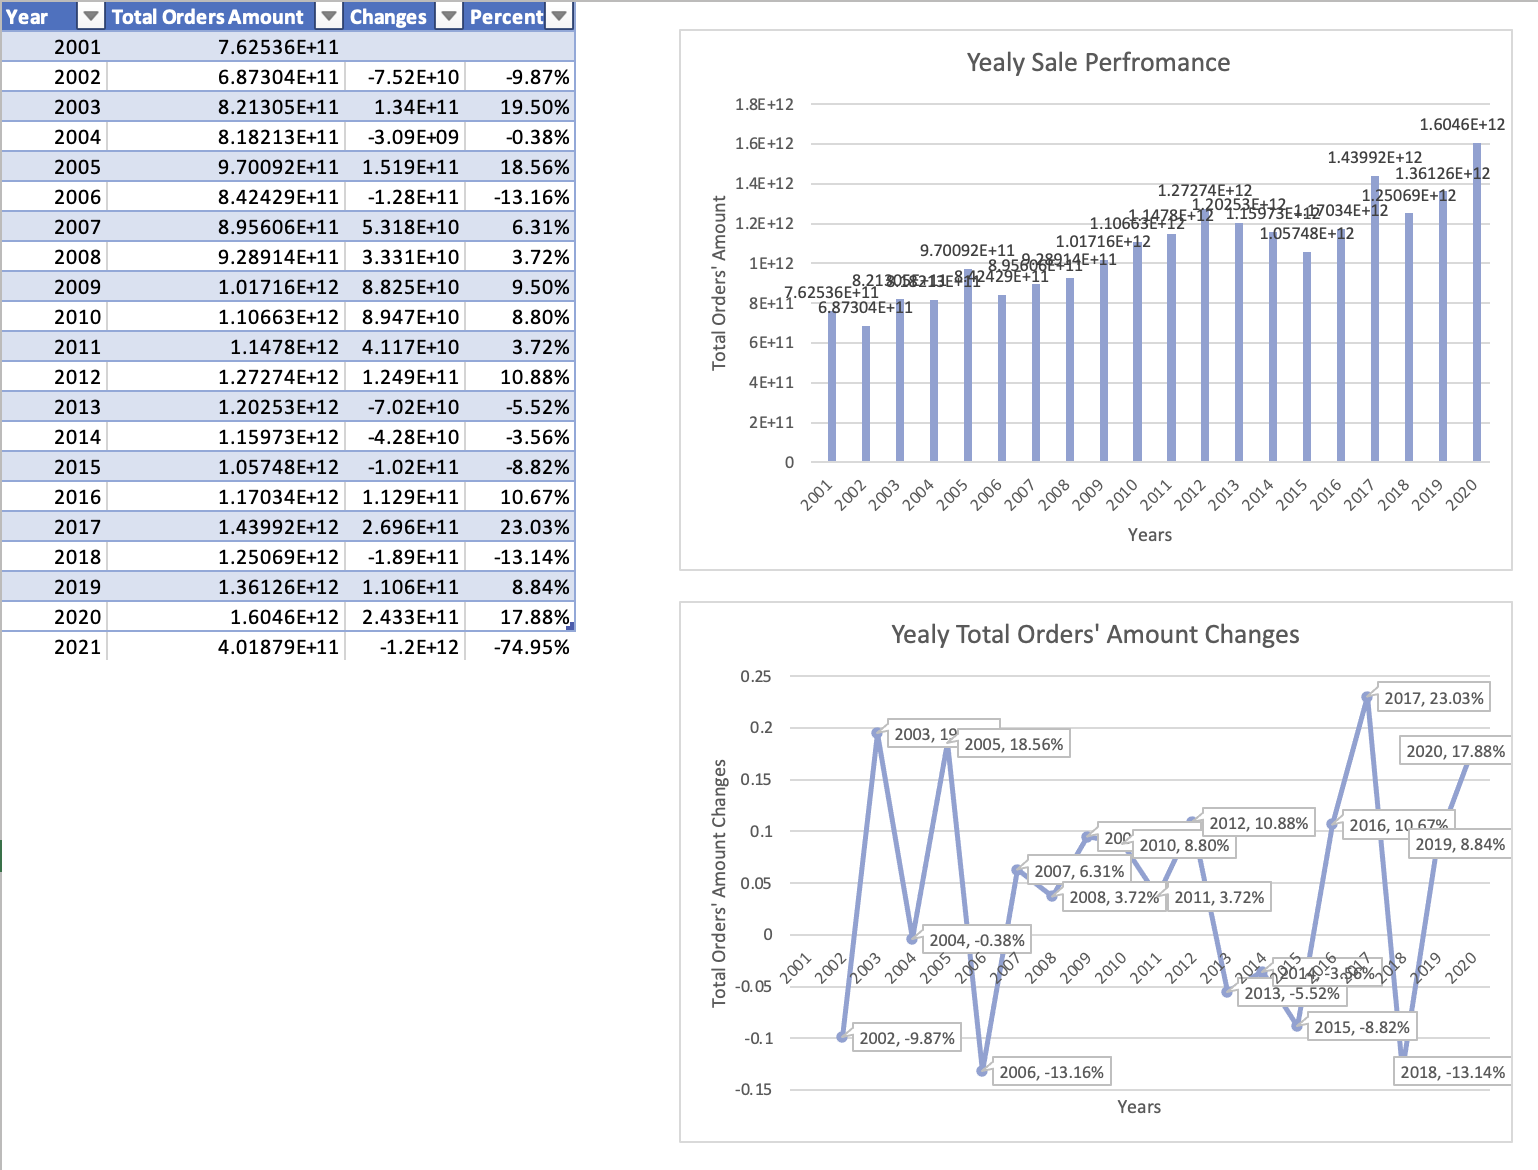 Year Total Orders Amount Changes Percent
2001 7.62536E+11
2002 6.87304E+11 -7.52E+10 -9.87%
2003 8.21305E+11 1.34E+11 19.50%
2004 8.18213E+11 -3.09E+09 -0.38%
2005 9.70092E+11 1.519E+11 18.56%
2006 8.42429E+11 -1.28E+11 -13.16%
2007 8.95606E+11 5.318E+10 6.31%
2008 9.28914E+11 3.331E+10 3.72%
2009 1.01716E+12 8.825E+10 9.50%
2010 1.10663E+12 8.947E+10 8.80%
2011 1.1478E+12 4.117E+10 3.72%
2012 1.27274E+12 1.249E+11 10.88%
2013 1.20253E+12 -7.02E+10 -5.52%
2014 1.15973E+12 -4.28E+10 -3.56%
2015 1.05748E+12 -1.02E+11 -8.82%
2016 1.17034E+12 1.129E+11 10.67%
2017 1.43992E+12 2.696E+11 23.03%
2018 1.25069E+12 -1.89E+11 -13.14%
2019 1.36126E+12 1.106E+11 8.84%
2020 1.6046E+12 2.433E+11 17.88%
2021 4.01879E+11 -1.2E+12 -74.95%
Yealy Sale Perfromance
Total Orders' Amount
1.8E+12
1.6E+12
1.4E+12
1.2E+12
1E+12
8E+11
6E+11
4E+11
2E+11
0
7.62536E+11
6.87304E+11
8.21305E+11
8.18213E+11
9.70092E+11
8.42429E+11
8.95606E+11
9.28914E+11
1.01716E+12
1.10663E+12
1.1478E+12
1.27274E+12
1.20253E+12
1.15973E+12
1.05748E+12
1.17034E+12
1.43992E+12
1.25069E+12
1.36126E+12
1.6046E+12
2001 2002 2003 2004 2005 2006 2007 2008 2009 2010 2011 2012 2013 2014 2015 2016 2017 2018 2019 2020
Years
Yealy Total Orders' Amount Changes
Total Orders' Amount Changes
0.25
0.2
0.15
0.1
0.05
0
-0.05
-0.1
-0.15
2002, -9.87%
2003, 19
2005, 18.56%
2004, -0.38%
2006, -13.16%
2007, 6.31%
2008, 3.72%
200
2010, 8.80%
2011, 3.72%
2012, 10.88%
2013, -5.52%
2014, -3.56%
2015, -8.82%
2016, 10.67%
2017, 23.03%
2018, -13.14%
2019, 8.84%
2020, 17.88%
2001 2002 2003 2004 2005 2006 2007 2008 2009 2010 2011 2012 2013 2014 2015 2016 2017 2018 2019 2020
Years